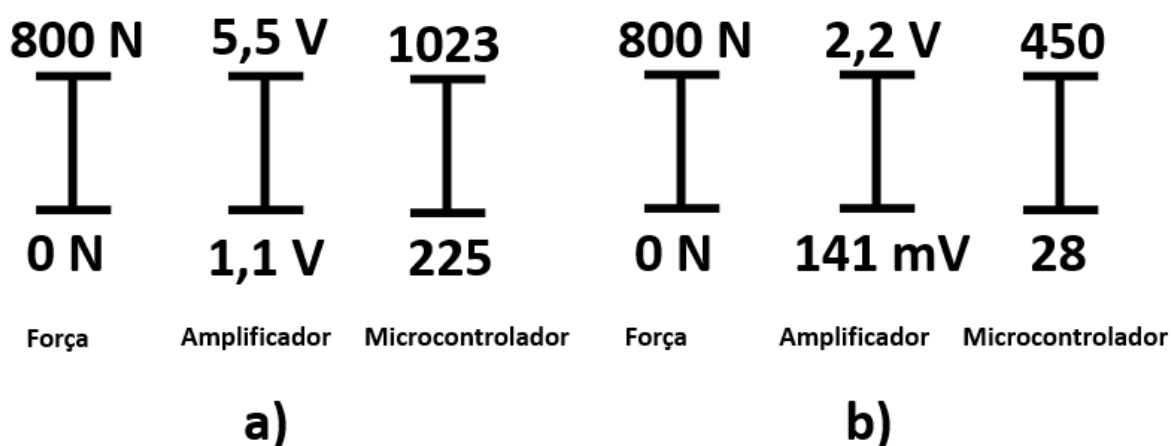 800 N 5,5 V 1023 800 N 2,2 V 450
0 N 1,1 V 225 0 N 141 mV 28
Força Amplificador Microcontrolador Força Amplificador Microcontrolador
a) b)